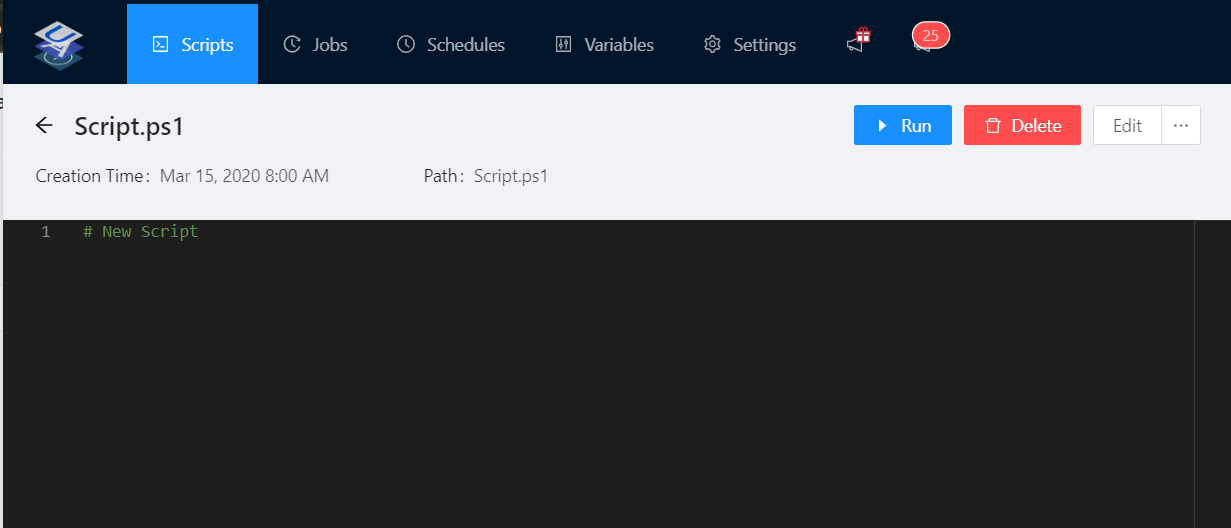 Scripts Jobs Schedules Variables Settings 25
Script.ps1 Run Delete Edit ...
Creation Time: Mar 15, 2020 8:00 AM Path: Script.ps1
1 # New Script